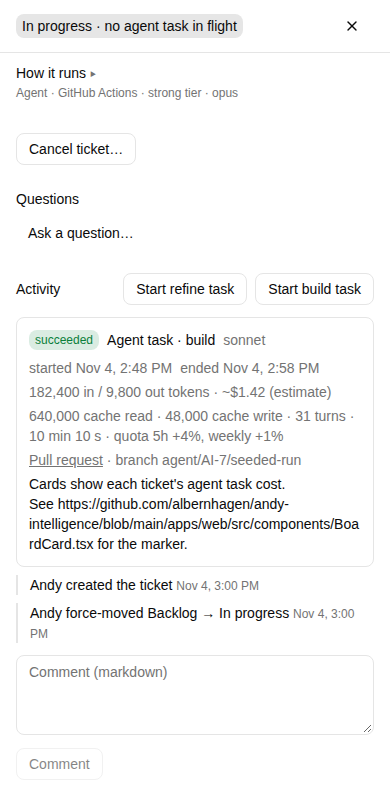 In progress · no agent task in flight
How it runs ▸
Agent · GitHub Actions · strong tier · opus
Cancel ticket…
Questions
Ask a question…
Activity
Start refine task
Start build task
succeeded Agent task · build sonnet
started Nov 4, 2:48 PM ended Nov 4, 2:58 PM
182,400 in / 9,800 out tokens · ~$1.42 (estimate)
640,000 cache read · 48,000 cache write · 31 turns ·
10 min 10 s · quota 5h +4%, weekly +1%
Pull request · branch agent/AI-7/seeded-run
Cards show each ticket's agent task cost.
See https://github.com/albernhagen/andy-
intelligence/blob/main/apps/web/src/components/Boa
rdCard.tsx for the marker.
Andy created the ticket Nov 4, 3:00 PM
Andy force-moved Backlog → In progress Nov 4, 3:00
PM
Comment (markdown)
Comment